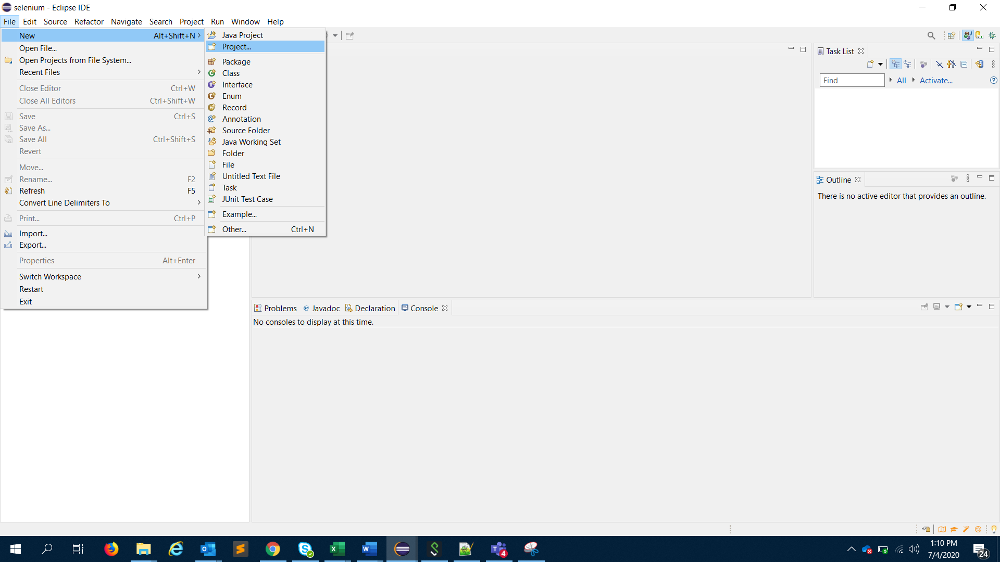 selenium - Eclipse IDE
File Edit Source Refactor Navigate Search Project Run Window Help
New Alt+Shift+N
Open File...
Open Projects from File System...
Recent Files
Close Editor Ctrl+W
Close All Editors Ctrl+Shift+W
Save Ctrl+S
Save As...
Save All Ctrl+Shift+S
Revert
Move...
Rename... F2
Refresh F5
Convert Line Delimiters To
Print... Ctrl+P
Import...
Export...
Properties Alt+Enter
Switch Workspace
Restart
Exit
Java Project
Project...
Package
Class
Interface
Enum
Record
Annotation
Source Folder
Java Working Set
Folder
File
Untitled Text File
Task
JUnit Test Case
Example...
Other... Ctrl+N
Task List
Find All Activate...
Outline
There is no active editor that provides an outline.
Problems Javadoc Declaration Console
No consoles to display at this time.
1:10 PM
7/4/2020
4
24